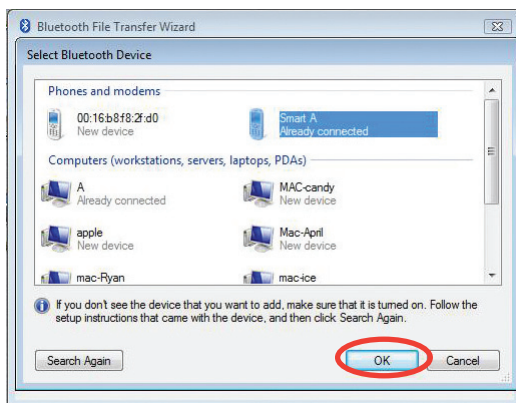 Bluetooth File Transfer Wizard
Select Bluetooth Device
Phones and modems
00:16:b8:f8:2f:d0
New device
Smart A
Already connected
Computers (workstations, servers, laptops, PDAs)
A
Already connected
MAC-candy
New device
apple
New device
Mac-April
New device
mac-Ryan
mac-ice
If you don't see the device that you want to add, make sure that it is turned on. Follow the
setup instructions that came with the device, and then click Search Again.
Search Again
OK
Cancel